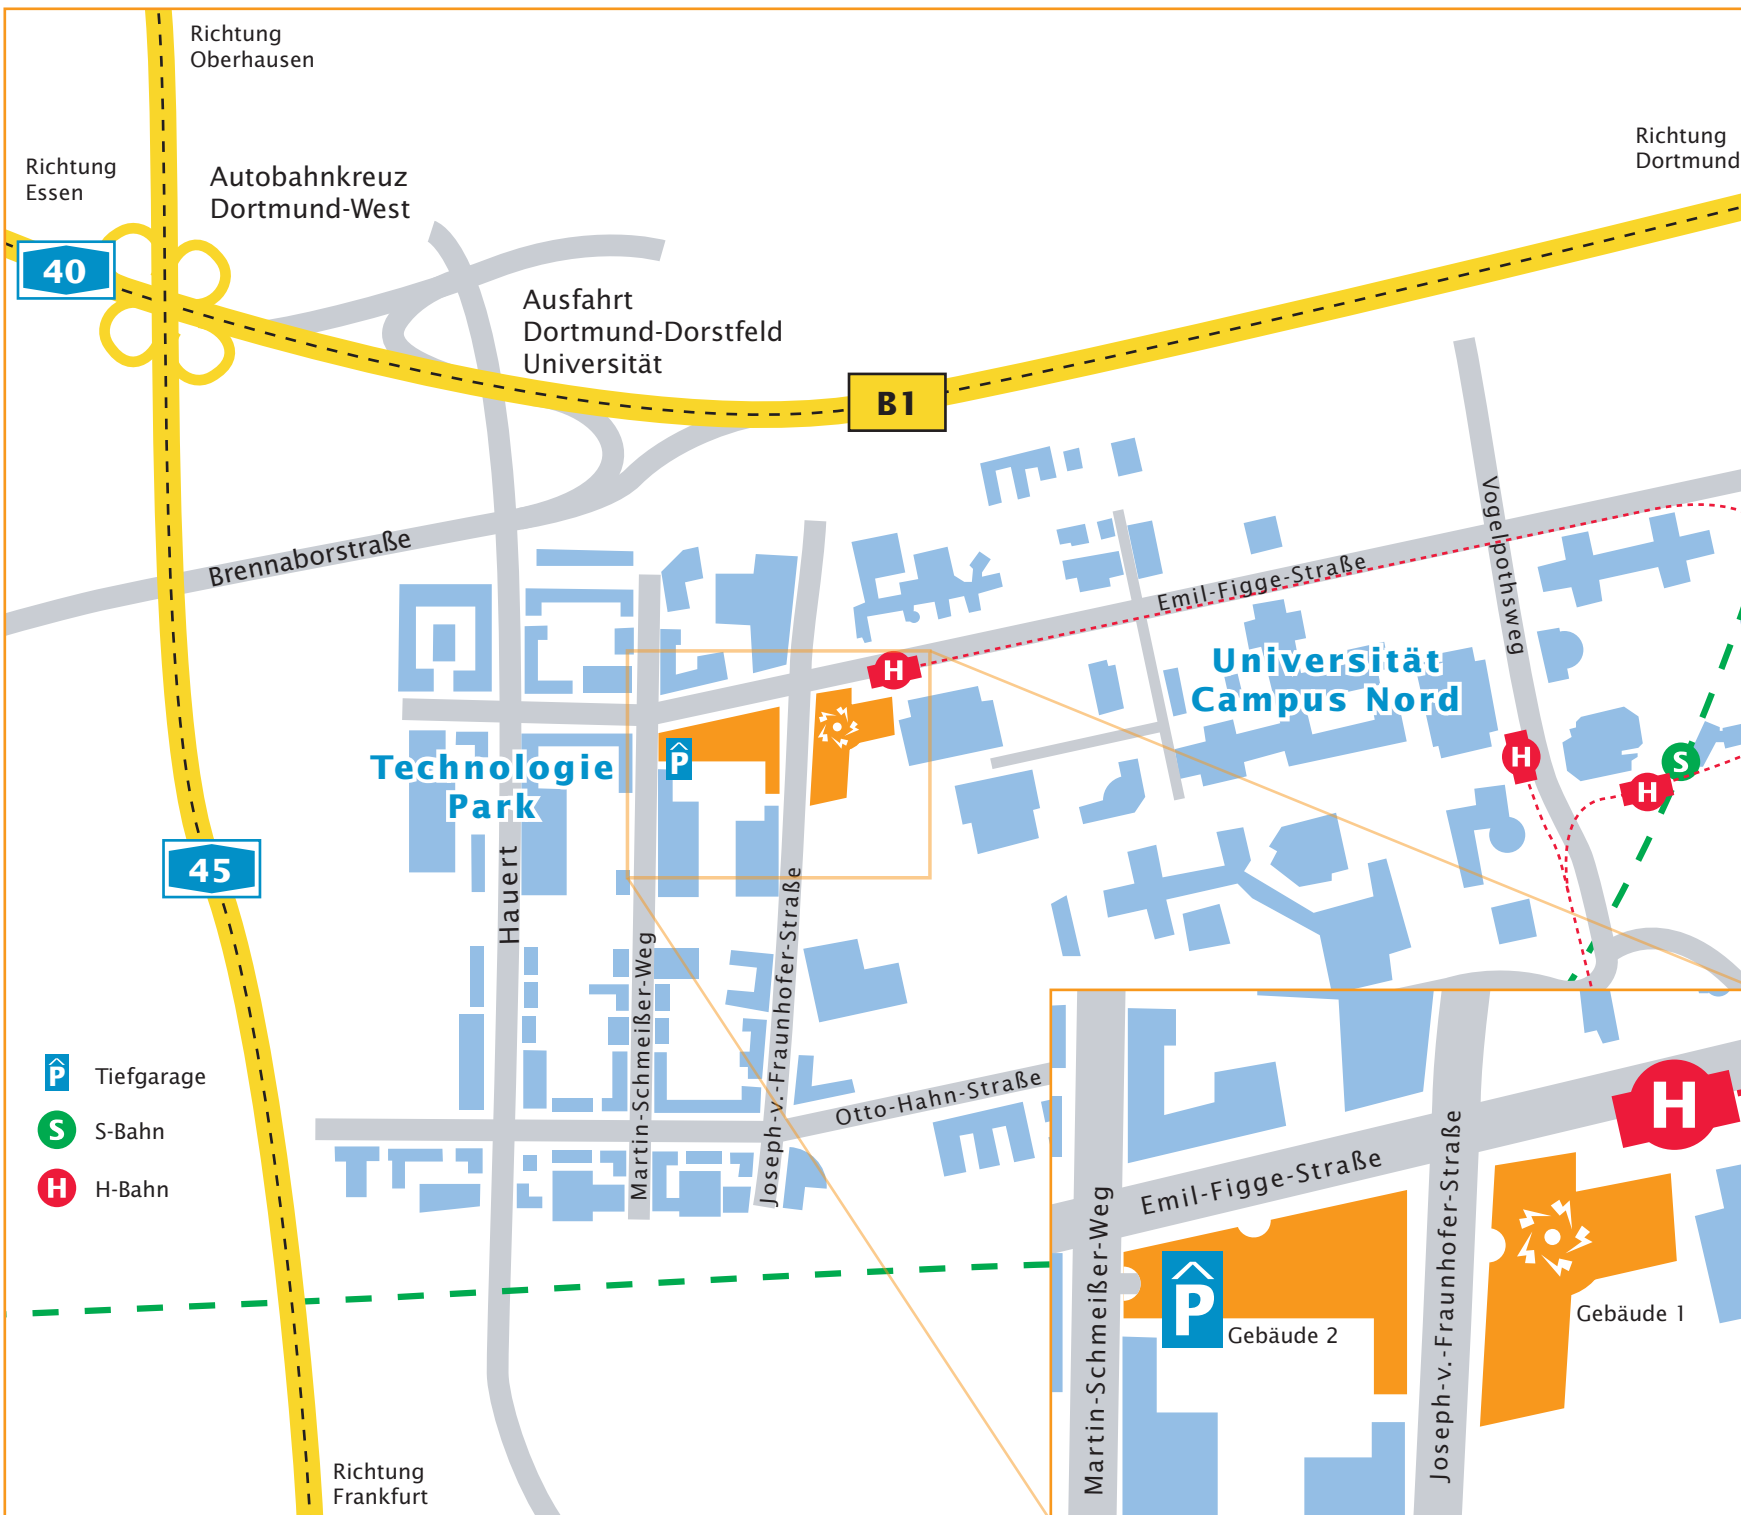 Richtung
Oberhausen
Richtung
Essen
Autobahnkreuz
Dortmund-West
Richtung
Dortmund
40
Ausfahrt
Dortmund-Dorstfeld
Universität
B1
Brennaborstraße
Vogelpothsweg
Emil-Figge-Straße
H
Universität
Campus Nord
P
Technologie
Park
H
S
H
45
Hauert
Martin-Schmeißer-Weg
Joseph-v.-Fraunhofer-Straße
Otto-Hahn-Straße
P Tiefgarage
S S-Bahn
H H-Bahn
H
Emil-Figge-Straße
Martin-Schmeißer-Weg
Joseph-v.-Fraunhofer-Straße
P
Gebäude 2
Gebäude 1
Richtung
Frankfurt